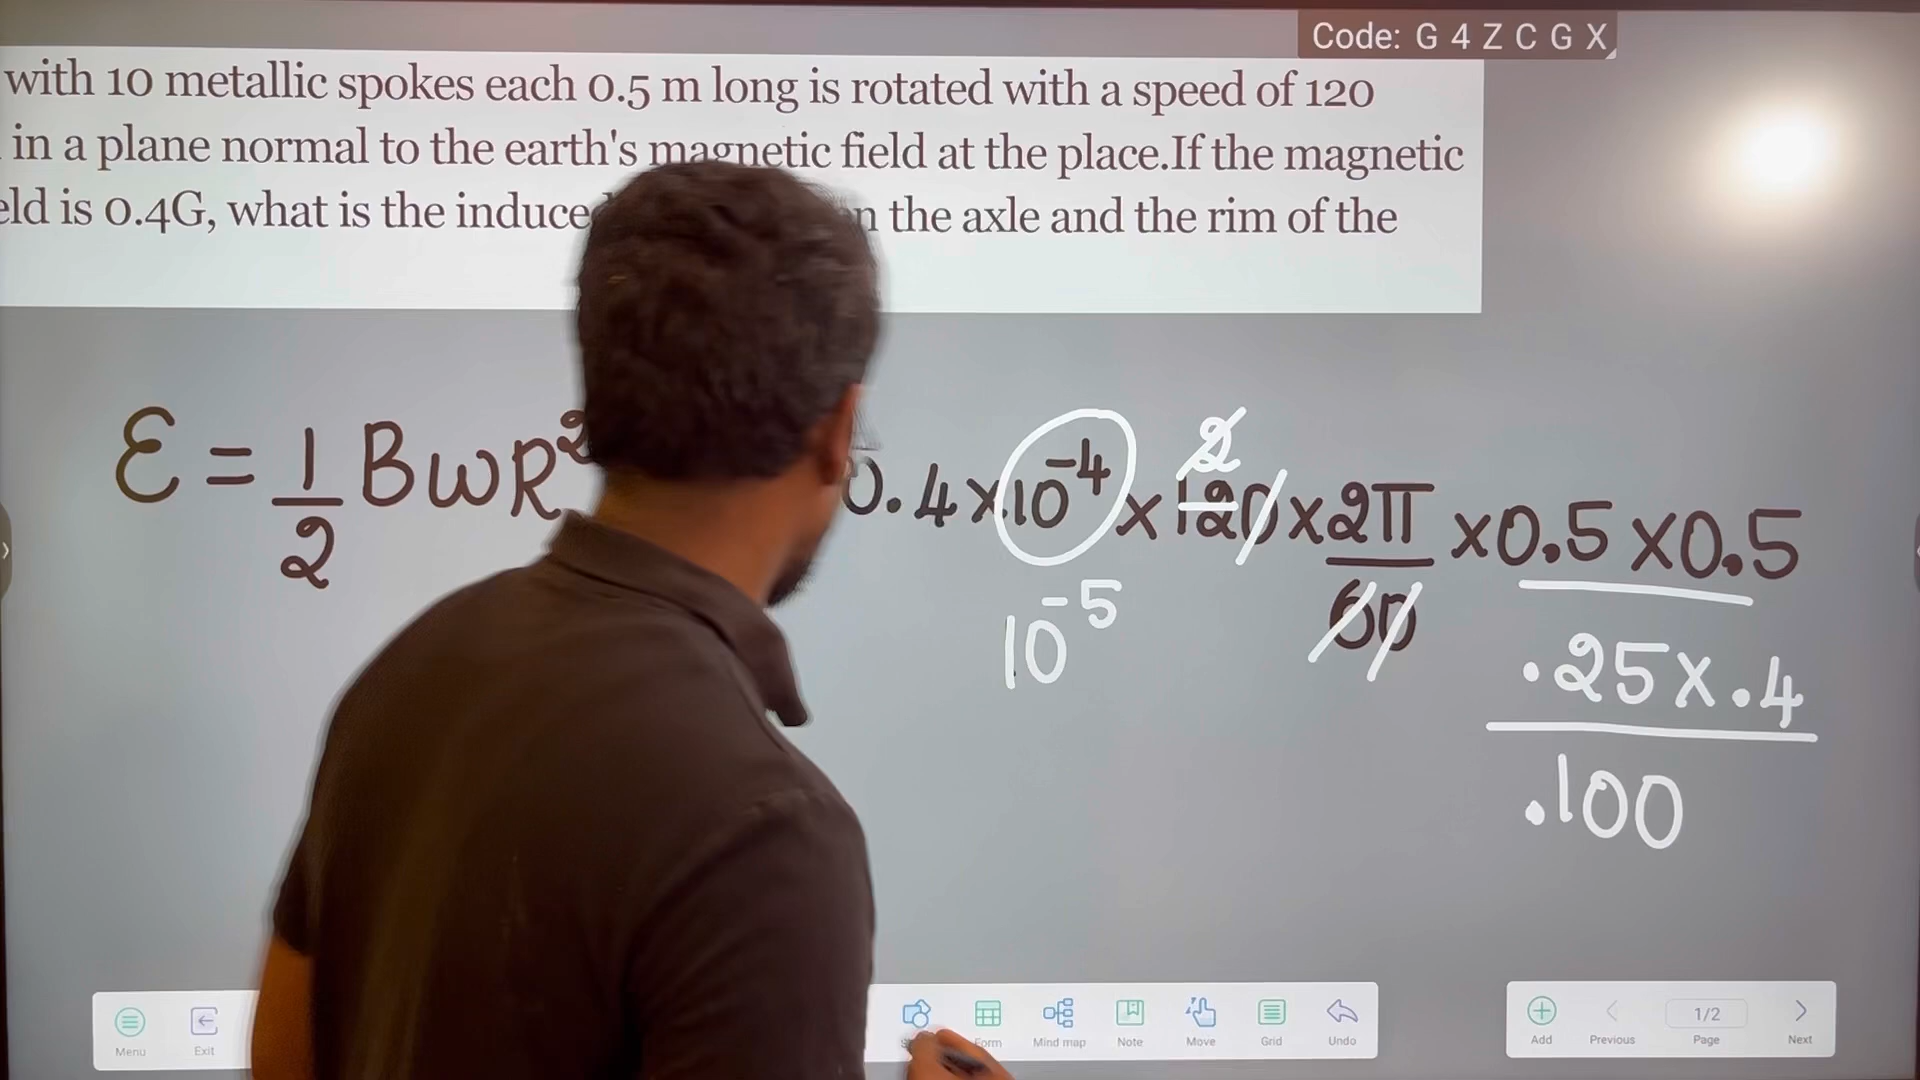 Code: G 4 Z C G X
with 10 metallic spokes each 0.5 m long is rotated with a speed of 120
in a plane normal to the earth's magnetic field at the place.If the magnetic
is 0.4G, what is the the axle and the rim of the
ε = 1/2 BωR² 0.4×10⁻⁴ × 120 × 2π/60 × 0.5 × 0.5
2
10⁻⁵
.25 × .4
.100
Menu Exit Form Mind map Note Move Grid Undo Add Previous 1/2 Page Next